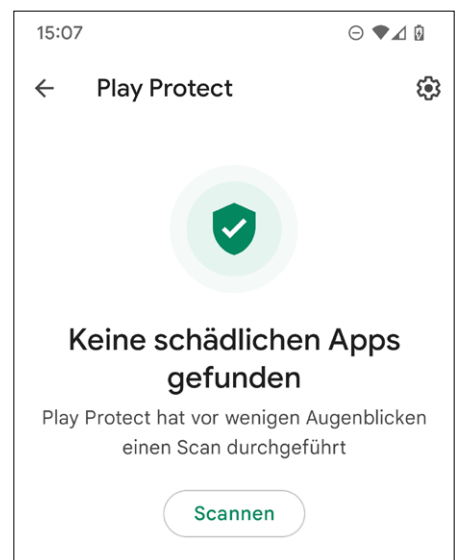 15:07
Play Protect
Keine schädlichen Apps
gefunden
Play Protect hat vor wenigen Augenblicken
einen Scan durchgeführt
Scannen